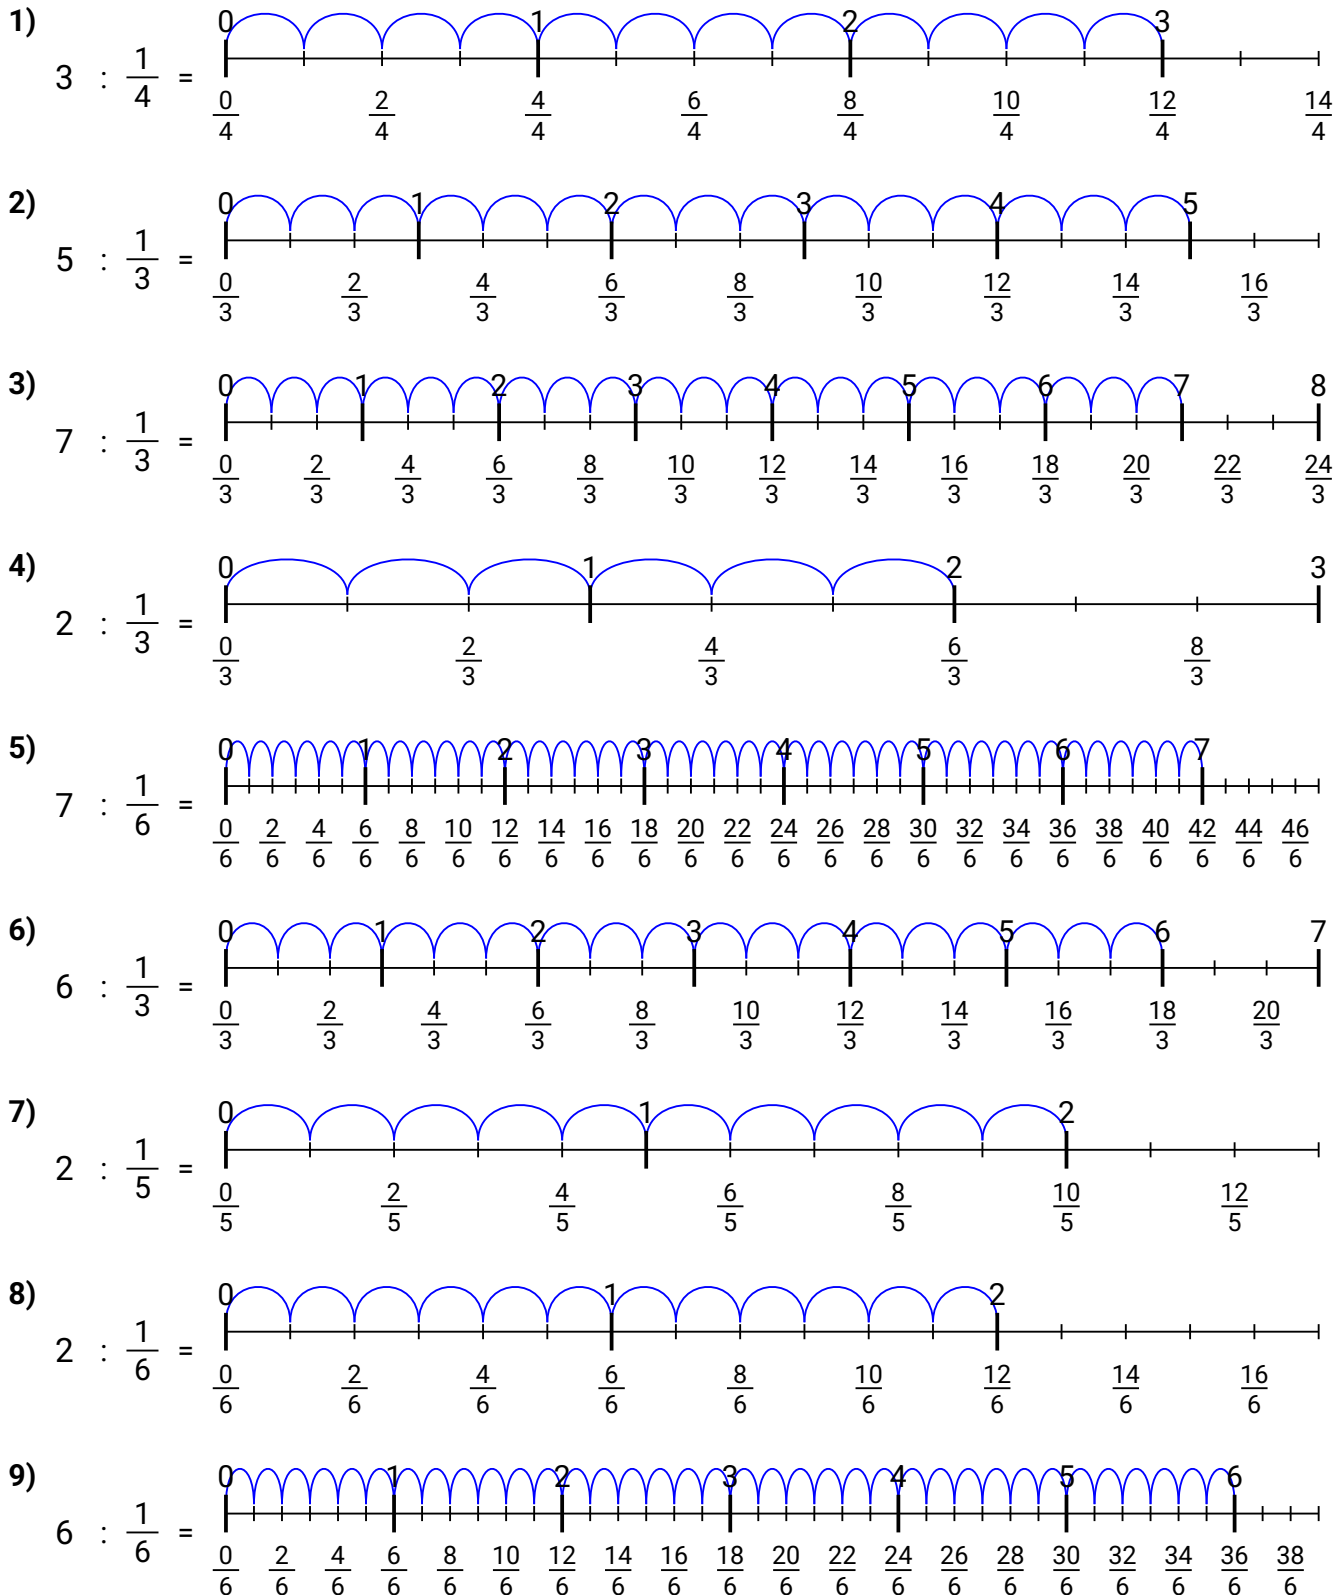 1)
0 1 2 3
3 : 1/4 =
0/4 2/4 4/4 6/4 8/4 10/4 12/4 14/4
2)
0 1 2 3 4 5
5 : 1/3 =
0/3 2/3 4/3 6/3 8/3 10/3 12/3 14/3 16/3
3)
0 1 2 3 4 5 6 7 8
7 : 1/3 =
0/3 2/3 4/3 6/3 8/3 10/3 12/3 14/3 16/3 18/3 20/3 22/3 24/3
4)
0 1 2 3
2 : 1/3 =
0/3 2/3 4/3 6/3 8/3
5)
0 1 2 3 4 5 6 7
7 : 1/6 =
0/6 2/6 4/6 6/6 8/6 10/6 12/6 14/6 16/6 18/6 20/6 22/6 24/6 26/6 28/6 30/6 32/6 34/6 36/6 38/6 40/6 42/6 44/6 46/6
6)
0 1 2 3 4 5 6 7
6 : 1/3 =
0/3 2/3 4/3 6/3 8/3 10/3 12/3 14/3 16/3 18/3 20/3
7)
0 1 2
2 : 1/5 =
0/5 2/5 4/5 6/5 8/5 10/5 12/5
8)
0 1 2
2 : 1/6 =
0/6 2/6 4/6 6/6 8/6 10/6 12/6 14/6 16/6
9)
0 1 2 3 4 5 6
6 : 1/6 =
0/6 2/6 4/6 6/6 8/6 10/6 12/6 14/6 16/6 18/6 20/6 22/6 24/6 26/6 28/6 30/6 32/6 34/6 36/6 38/6